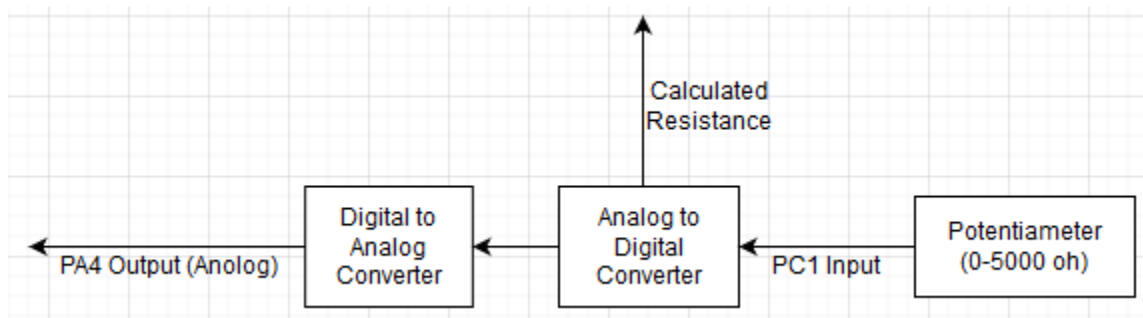 Calculated
Resistance
Digital to
Analog
Converter
Analog to
Digital
Converter
Potentiameter
(0-5000 oh)
PA4 Output (Anolog)
PC1 Input